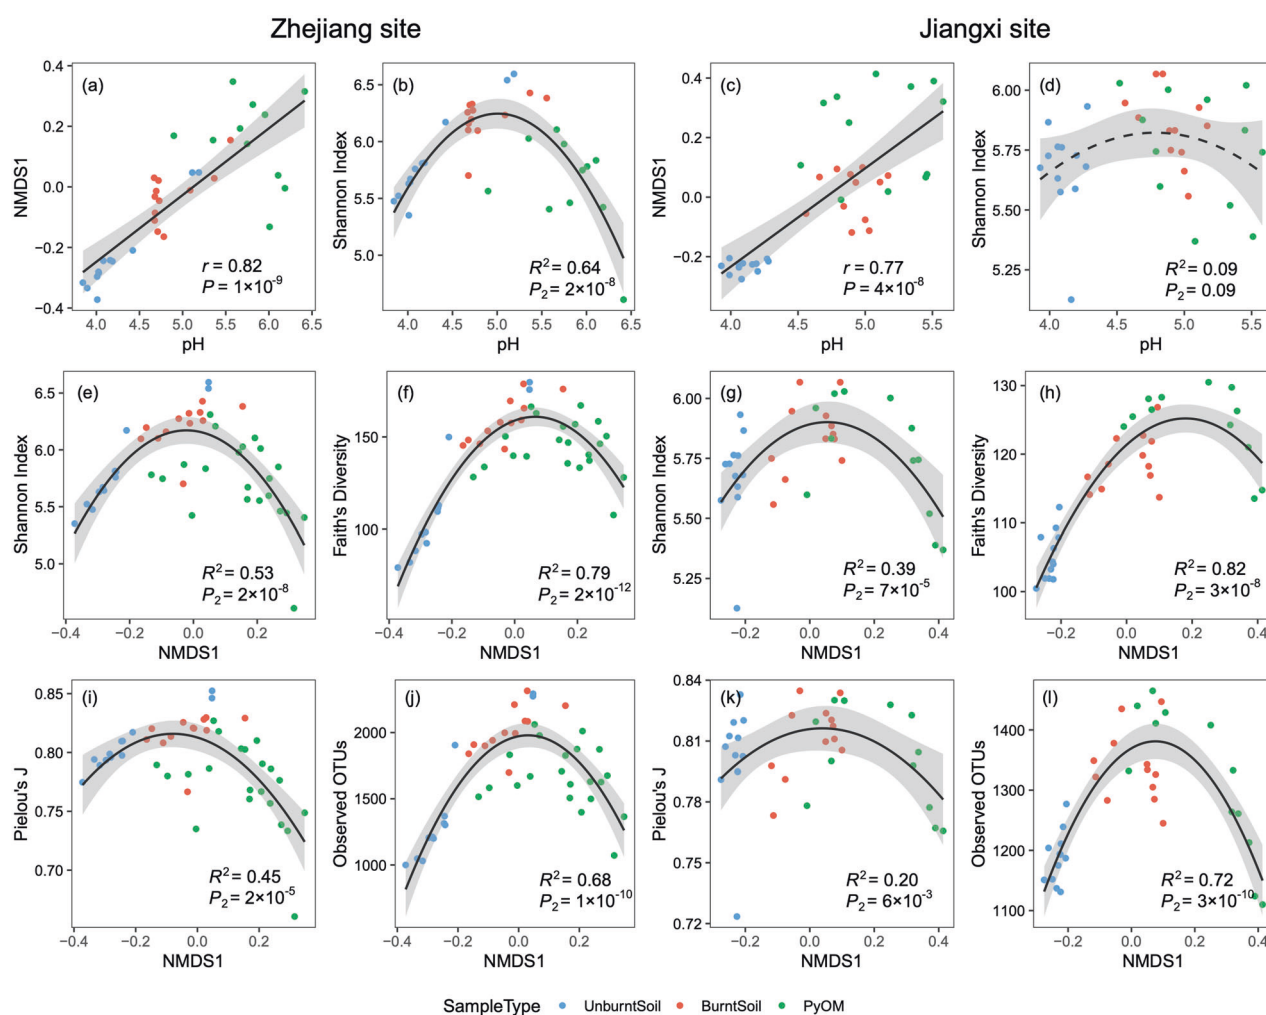 Zhejiang site
Jiangxi site
(a)
NMDS1
0.4
0.2
0.0
−0.2
−0.4
r = 0.82
P = 1×10⁻⁹
4.0 4.5 5.0 5.5 6.0 6.5
pH
(b)
Shannon Index
6.5
6.0
5.5
5.0
R² = 0.64
P₂ = 2×10⁻⁸
4.0 4.5 5.0 5.5 6.0 6.5
pH
(c)
NMDS1
0.4
0.2
0.0
−0.2
r = 0.77
P = 4×10⁻⁸
4.0 4.5 5.0 5.5
pH
(d)
Shannon Index
6.00
5.75
5.50
5.25
R² = 0.09
P₂ = 0.09
4.0 4.5 5.0 5.5
pH
(e)
Shannon Index
6.5
6.0
5.5
5.0
R² = 0.53
P₂ = 2×10⁻⁸
−0.4 −0.2 0.0 0.2
NMDS1
(f)
Faith's Diversity
150
100
R² = 0.79
P₂ = 2×10⁻¹²
−0.4 −0.2 0.0 0.2
NMDS1
(g)
Shannon Index
6.00
5.75
5.50
5.25
R² = 0.39
P₂ = 7×10⁻⁵
−0.2 0.0 0.2 0.4
NMDS1
(h)
Faith's Diversity
130
120
110
100
R² = 0.82
P₂ = 3×10⁻⁸
−0.2 0.0 0.2 0.4
NMDS1
(i)
Pielou's J
0.85
0.80
0.75
0.70
R² = 0.45
P₂ = 2×10⁻⁵
−0.4 −0.2 0.0 0.2
NMDS1
(j)
Observed OTUs
2000
1500
1000
R² = 0.68
P₂ = 1×10⁻¹⁰
−0.4 −0.2 0.0 0.2
NMDS1
(k)
Pielou's J
0.84
0.81
0.78
0.75
0.72
R² = 0.20
P₂ = 6×10⁻³
−0.2 0.0 0.2 0.4
NMDS1
(l)
Observed OTUs
1400
1300
1200
1100
R² = 0.72
P₂ = 3×10⁻¹⁰
−0.2 0.0 0.2 0.4
NMDS1
SampleType UnburntSoil BurntSoil PyOM